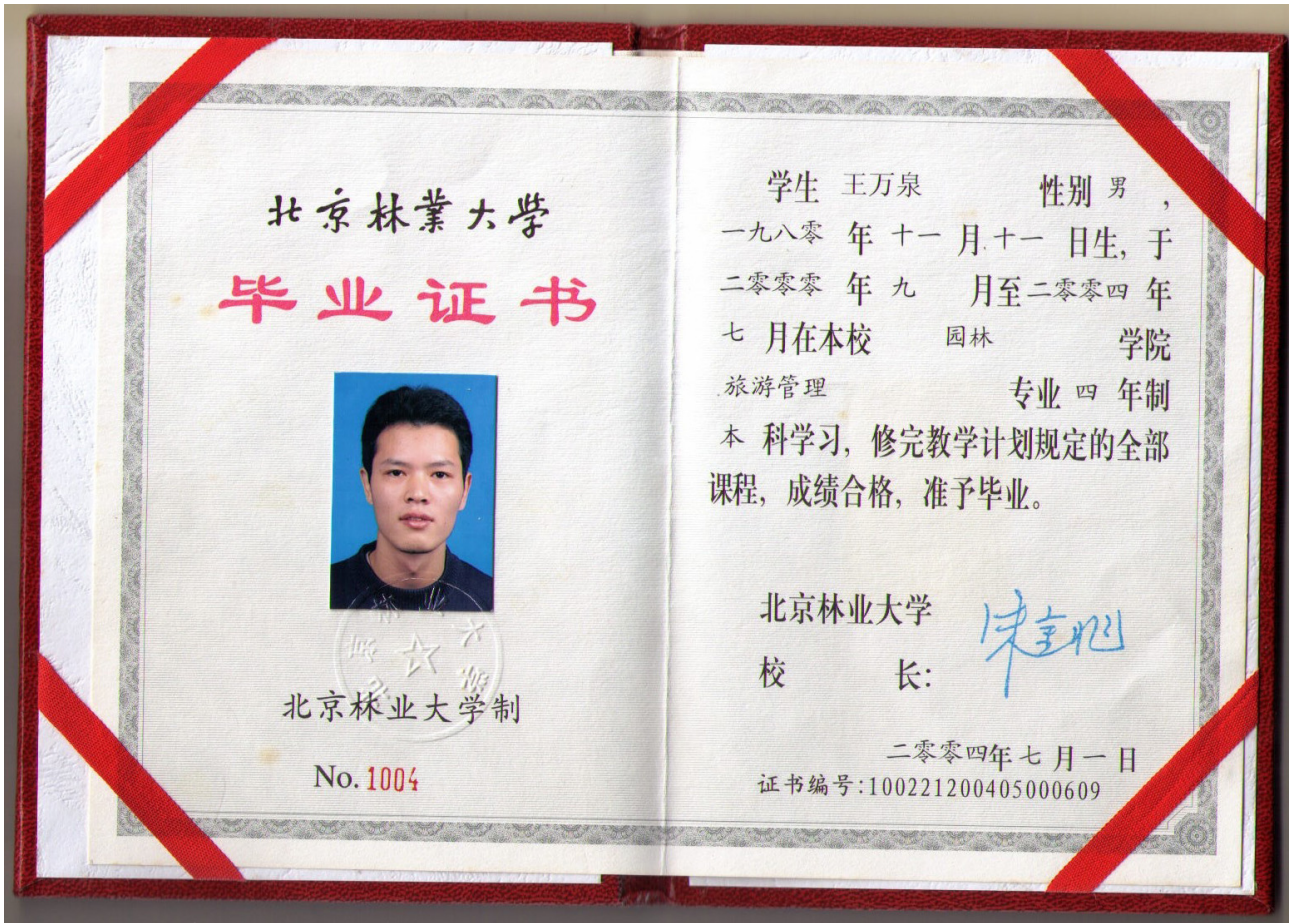 北京林業大学
毕业证书
北京林业大学
北京林业大学制
No. 1004
学生 王万泉 性别 男，
一九八零 年 十一 月 十一 日生，于
二零零零 年 九 月至 二零零四 年
七 月在本校 园林 学院
旅游管理 专业 四 年制
本 科学习，修完教学计划规定的全部
课程，成绩合格，准予毕业。
北京林业大学
校 长：
二零零四年 七 月 一 日
证书编号:100221200405000609